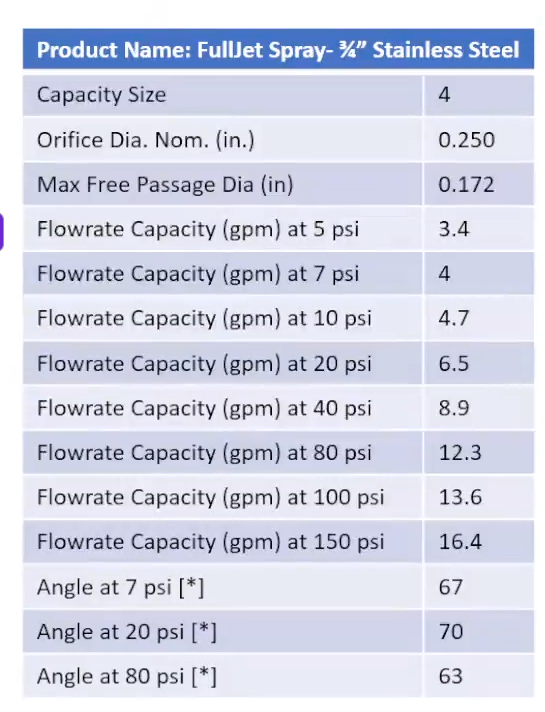 Product Name: FullJet Spray- ¾” Stainless Steel
Capacity Size 4
Orifice Dia. Nom. (in.) 0.250
Max Free Passage Dia (in) 0.172
Flowrate Capacity (gpm) at 5 psi 3.4
Flowrate Capacity (gpm) at 7 psi 4
Flowrate Capacity (gpm) at 10 psi 4.7
Flowrate Capacity (gpm) at 20 psi 6.5
Flowrate Capacity (gpm) at 40 psi 8.9
Flowrate Capacity (gpm) at 80 psi 12.3
Flowrate Capacity (gpm) at 100 psi 13.6
Flowrate Capacity (gpm) at 150 psi 16.4
Angle at 7 psi [*] 67
Angle at 20 psi [*] 70
Angle at 80 psi [*] 63